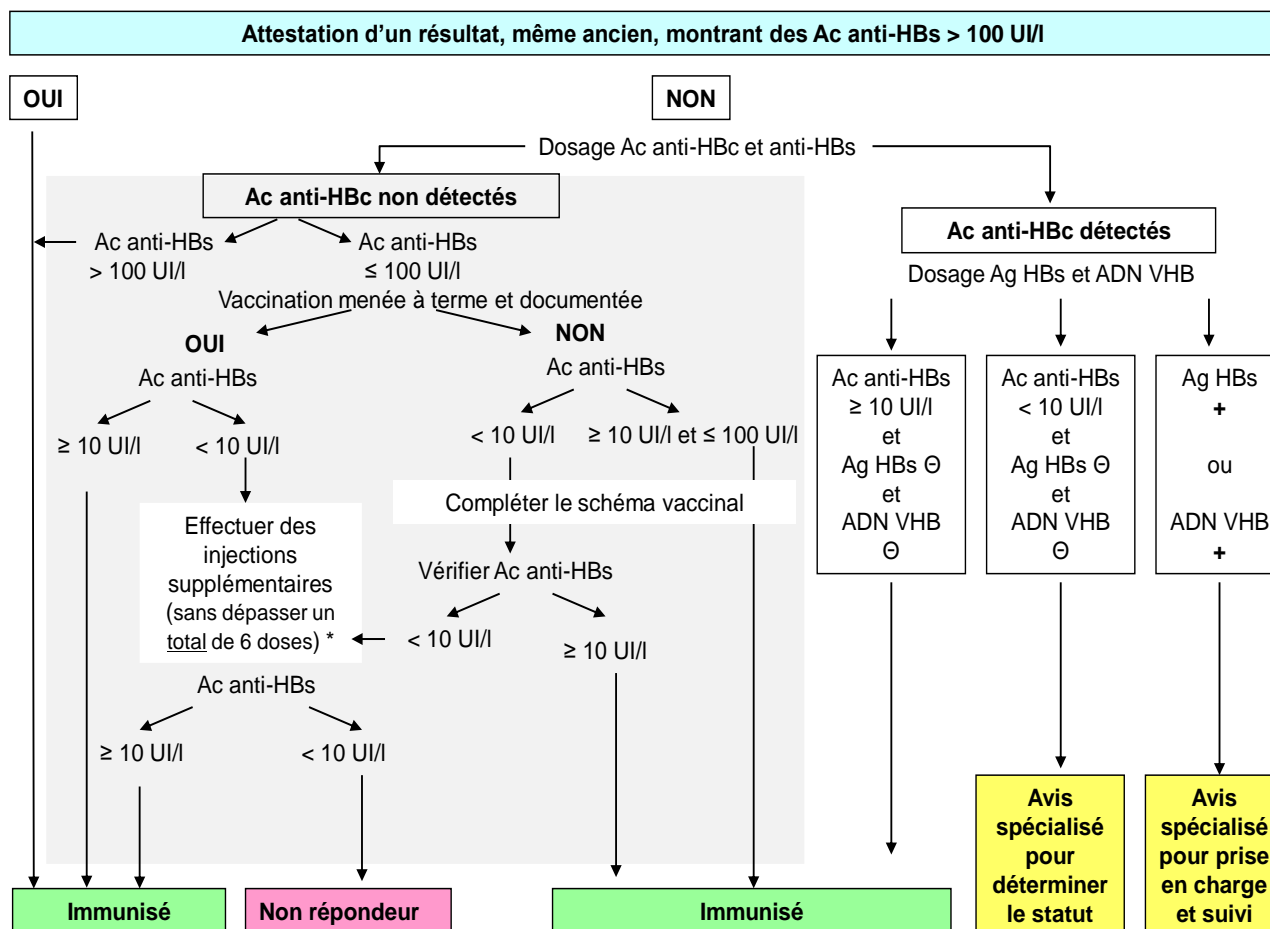 Attestation d'un résultat, même ancien, montrant des Ac anti-HBs > 100 UI/l
OUI
NON
Dosage Ac anti-HBc et anti-HBs
Ac anti-HBc non détectés
Ac anti-HBs
> 100 UI/l
Ac anti-HBs
≤ 100 UI/l
Vaccination menée à terme et documentée
OUI
Ac anti-HBs
≥ 10 UI/l
< 10 UI/l
Effectuer des
injections
supplémentaires
(sans dépasser un
total de 6 doses) *
Ac anti-HBs
≥ 10 UI/l
< 10 UI/l
NON
Ac anti-HBs
< 10 UI/l
≥ 10 UI/l et ≤ 100 UI/l
Compléter le schéma vaccinal
Vérifier Ac anti-HBs
< 10 UI/l
≥ 10 UI/l
Ac anti-HBc détectés
Dosage Ag HBs et ADN VHB
Ac anti-HBs
≥ 10 UI/l
et
Ag HBs Θ
et
ADN VHB
Θ
Ac anti-HBs
< 10 UI/l
et
Ag HBs Θ
et
ADN VHB
Θ
Ag HBs
+
ou
ADN VHB
+
Immunisé
Non répondeur
Immunisé
Avis
spécialisé
pour
déterminer
le statut
Avis
spécialisé
pour prise
en charge
et suivi